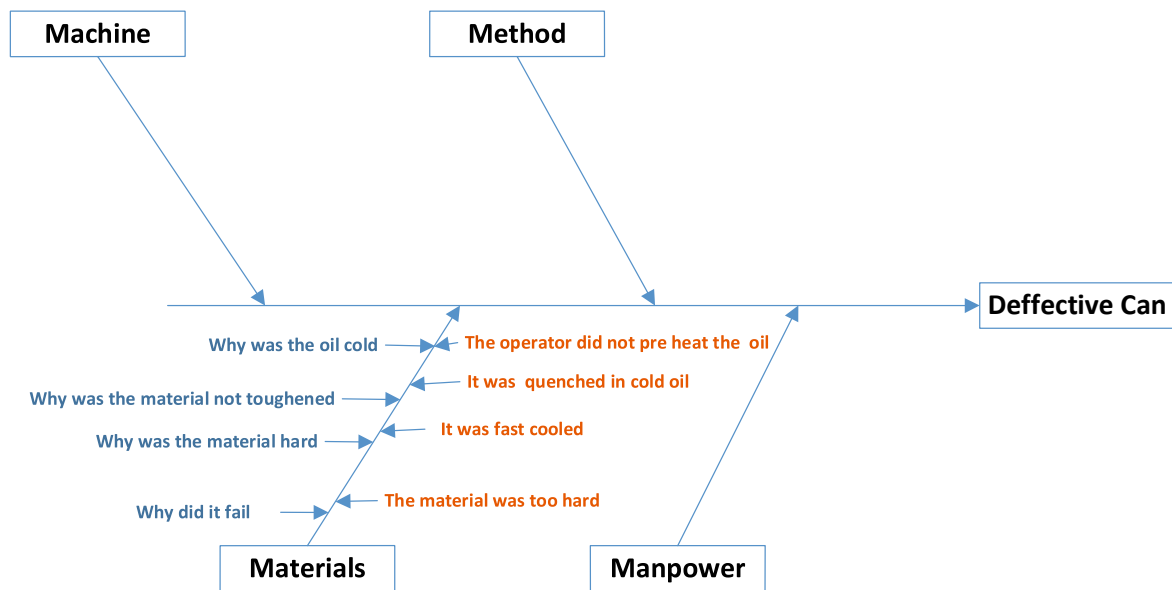 Machine
Method
Deffective Can
Why was the oil cold
The operator did not pre heat the oil
It was quenched in cold oil
Why was the material not toughened
It was fast cooled
Why was the material hard
The material was too hard
Why did it fail
Materials
Manpower